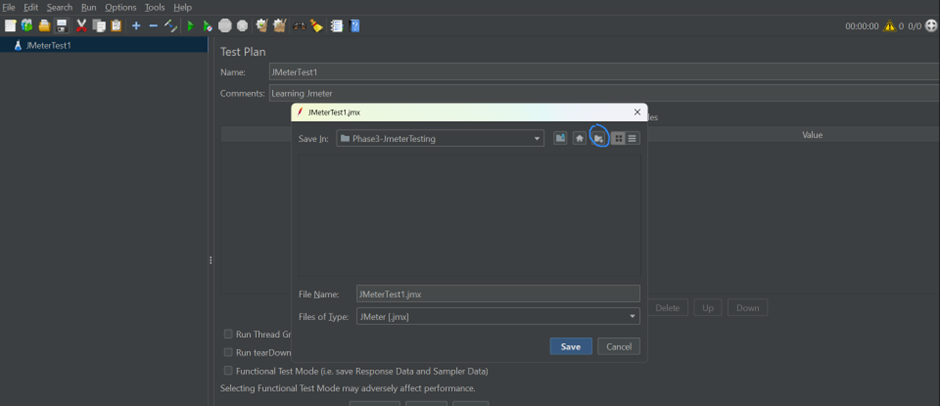 File Edit Search Run Options Tools Help
00:00:00 0 0/0
JMeterTest1
Test Plan
Name: JMeterTest1
Comments: Learning Jmeter
JMeterTest1.jmx
les
Save In: Phase3-JmeterTesting
Value
File Name: JMeterTest1.jmx
Delete Up Down
Files of Type: JMeter [.jmx]
Run Thread Gr
Save Cancel
Run tearDown
Functional Test Mode (i.e. save Response Data and Sampler Data)
Selecting Functional Test Mode may adversely affect performance.